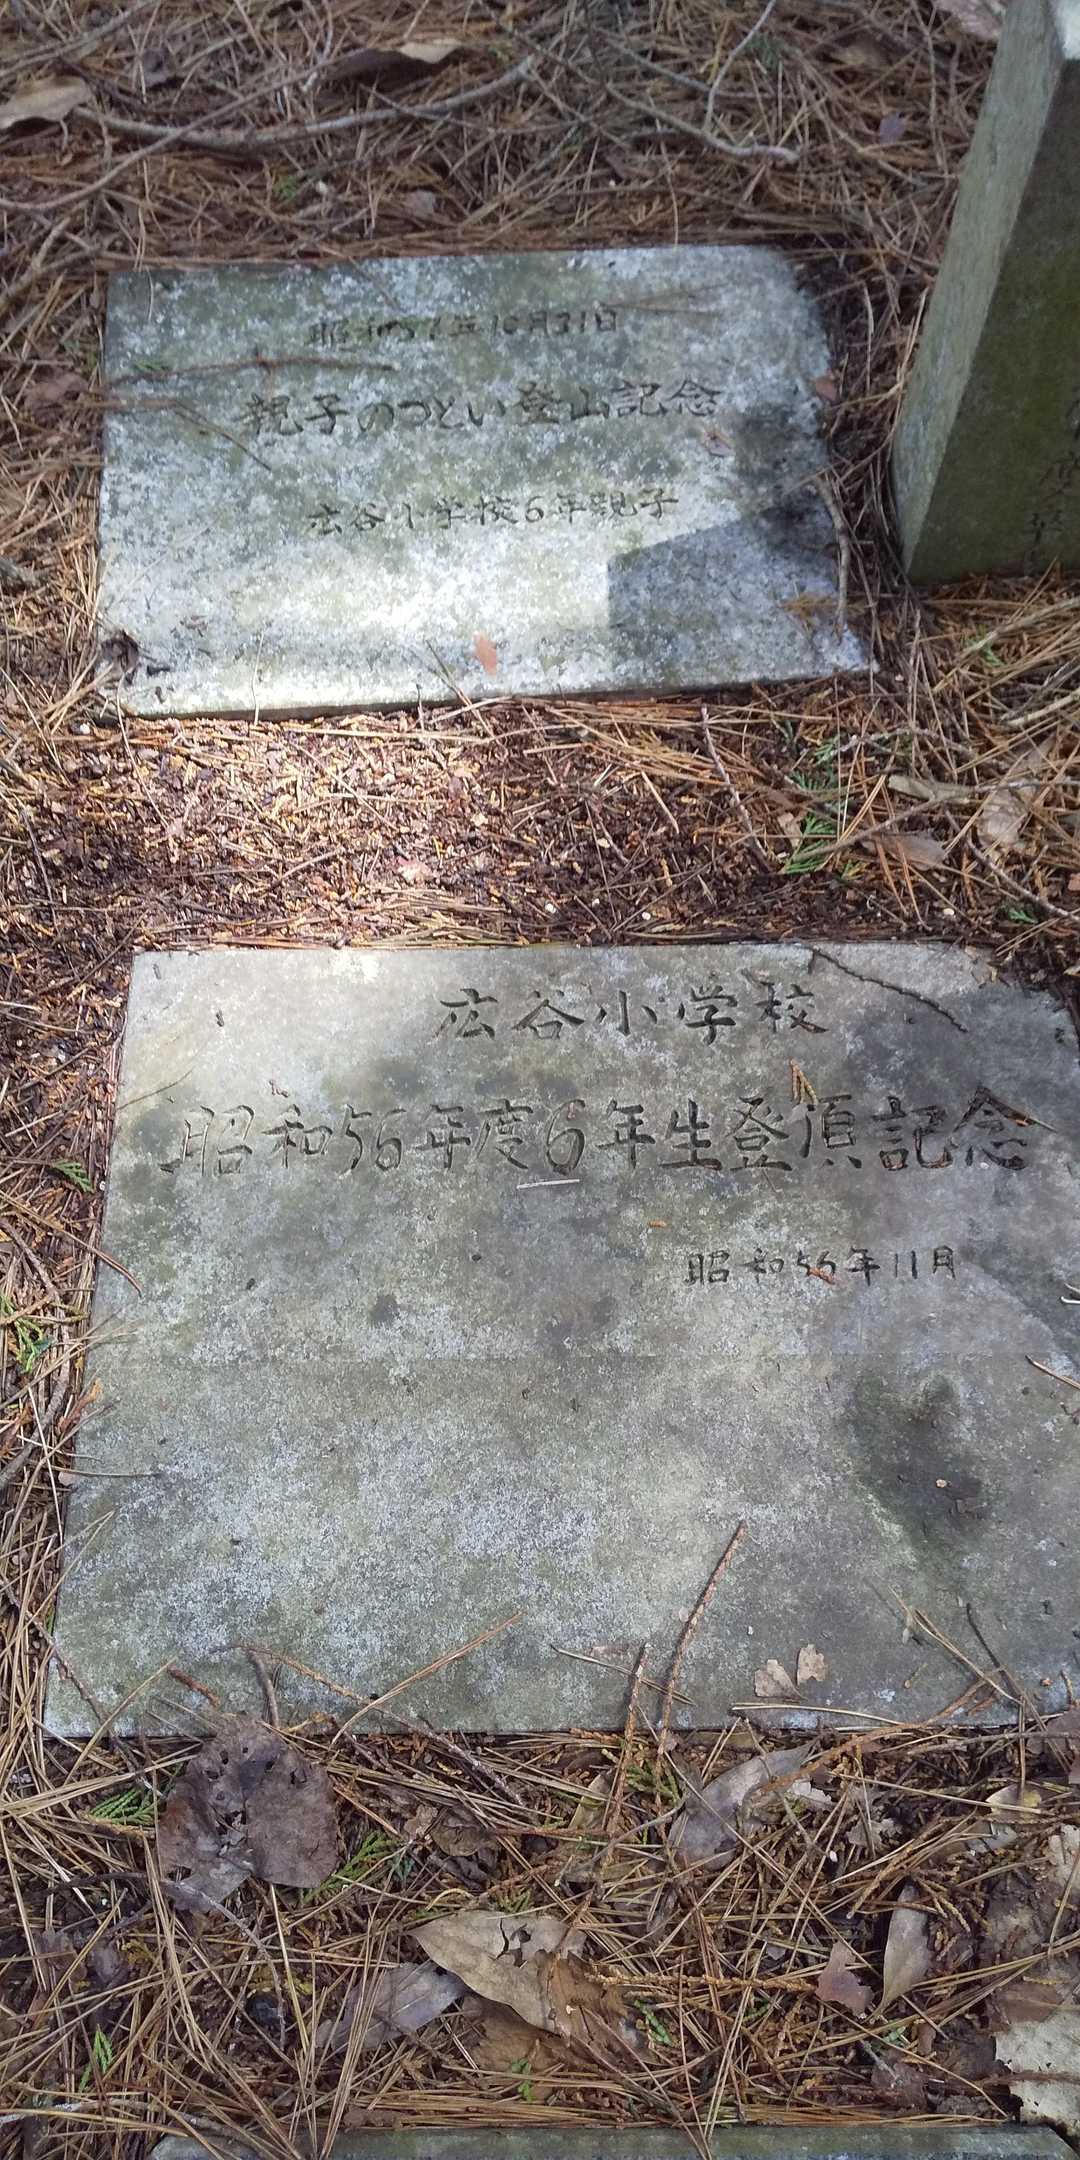 昭和57年10月31日
親子のつどい登山記念
広谷小学校6年親子
広谷小学校
昭和56年度6年生登頂記念
昭和56年11月